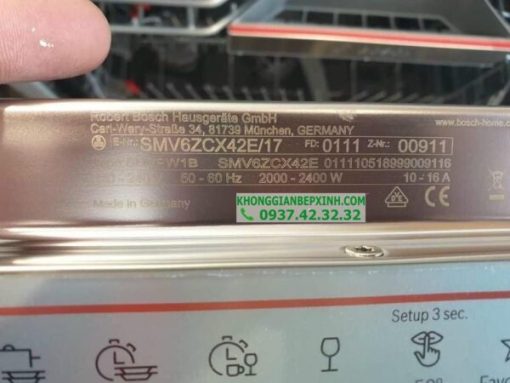 Robert Bosch Hausgeräte GmbH
Carl-Wery-Straße 34, 81739 München, GERMANY
www.bosch-home.
E-Nr.: SMV6ZCX42E/17 FD: 0111 Z-Nr.: 00911
SMV6ZCX42E 011110518999009116
50 - 60 Hz 2000 - 2400 W 10 - 16 A
Made in Germany
KHONGGIANBEPXINH.COM
0937.42.32.32
CE
Setup 3 sec.